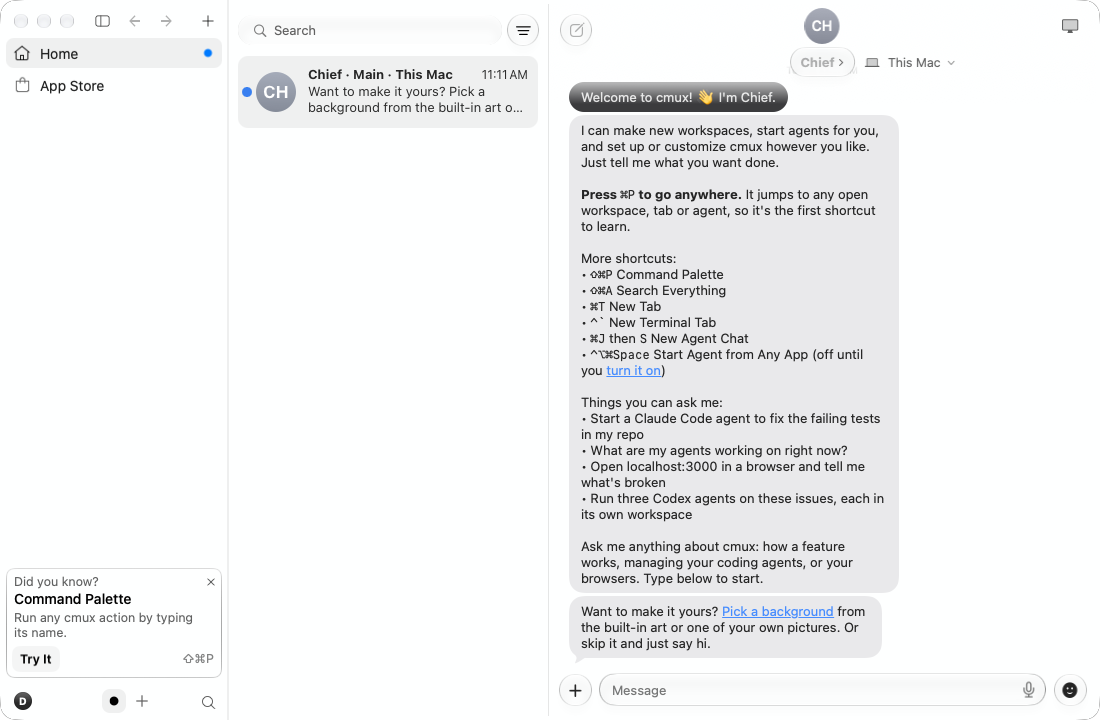 Home
App Store
Did you know?
Command Palette
Run any cmux action by typing
its name.
Try It
⇧⌘P
D
Search
Chief · Main · This Mac
11:11 AM
CH
Want to make it yours? Pick a
background from the built-in art o...
CH
Chief
This Mac
Welcome to cmux! 👋 I'm Chief.
I can make new workspaces, start agents for you,
and set up or customize cmux however you like.
Just tell me what you want done.
Press ⌘P to go anywhere. It jumps to any open
workspace, tab or agent, so it's the first shortcut
to learn.
More shortcuts:
• ⇧⌘P Command Palette
• ⇧⌘A Search Everything
• ⌘T New Tab
• ^` New Terminal Tab
• ⌘J then S New Agent Chat
• ^⌥⌘Space Start Agent from Any App (off until
you turn it on)
Things you can ask me:
• Start a Claude Code agent to fix the failing tests
in my repo
• What are my agents working on right now?
• Open localhost:3000 in a browser and tell me
what's broken
• Run three Codex agents on these issues, each in
its own workspace
Ask me anything about cmux: how a feature
works, managing your coding agents, or your
browsers. Type below to start.
Want to make it yours? Pick a background from
the built-in art or one of your own pictures. Or
skip it and just say hi.
Message